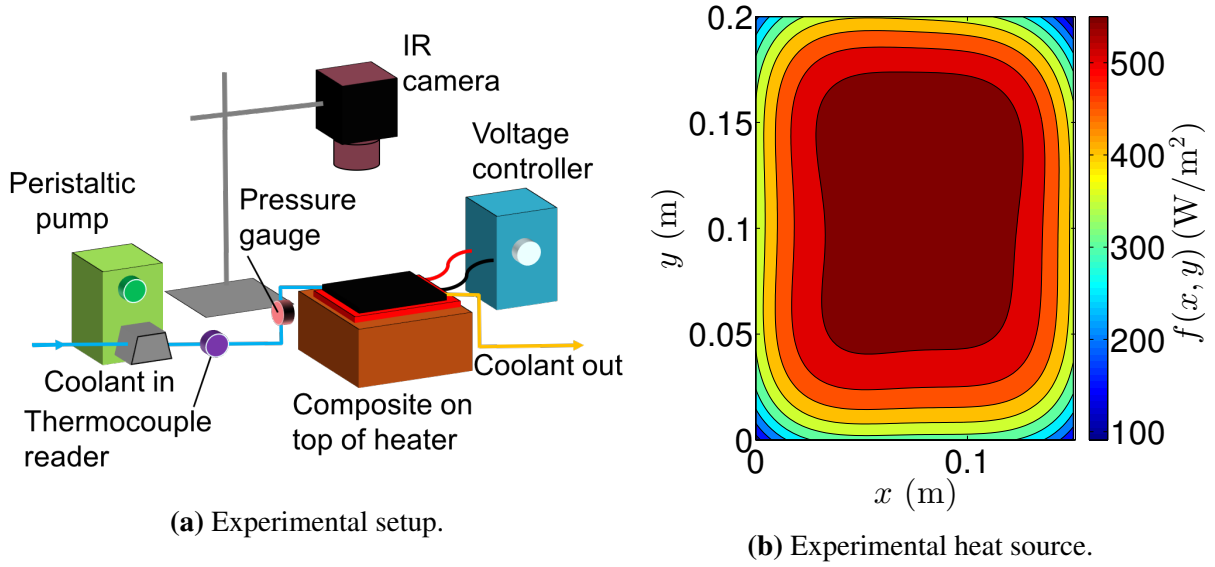 IR
camera
Voltage
controller
Peristaltic
pump
Pressure
gauge
Coolant in
Thermocouple
reader
Composite on
top of heater
Coolant out
(a) Experimental setup.
0.2
0.15
0.1
0.05
0
y (m)
0
0.1
x (m)
500
400
300
200
100
f(x, y) (W/m²)
(b) Experimental heat source.